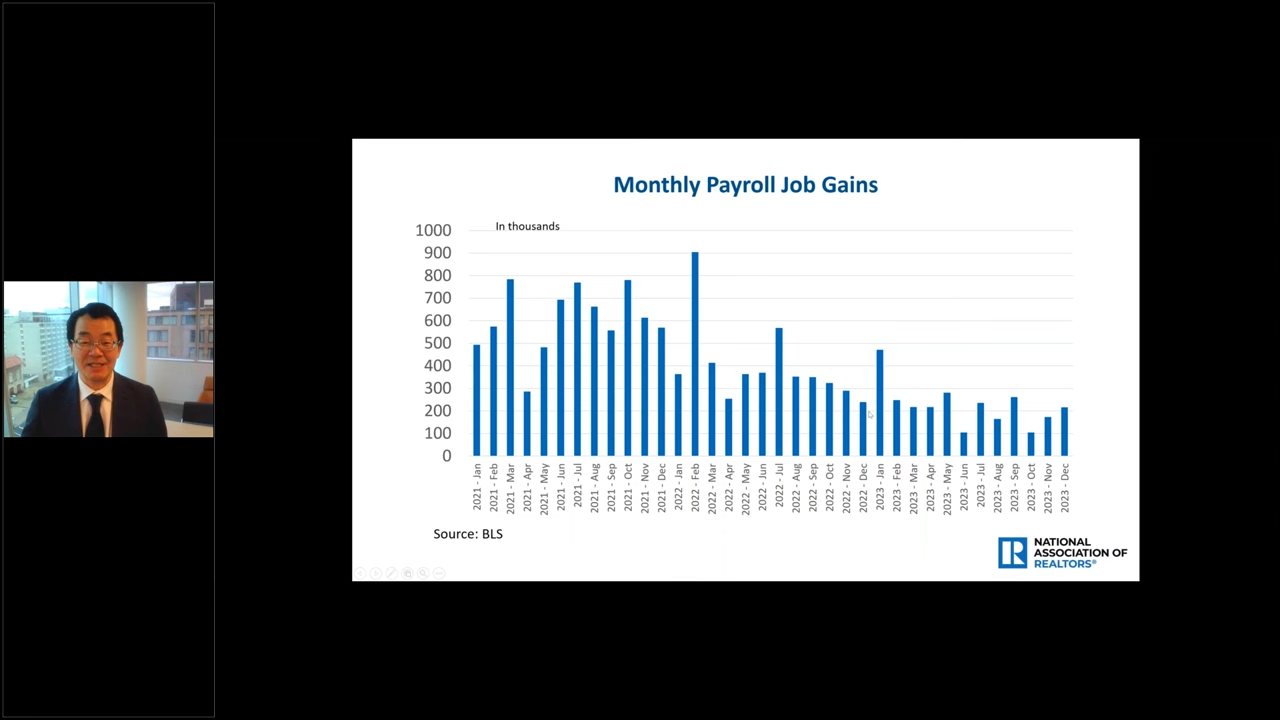 Monthly Payroll Job Gains
In thousands
1000
900
800
700
600
500
400
300
200
100
0
2021 - Jan
2021 - Feb
2021 - Mar
2021 - Apr
2021 - May
2021 - Jun
2021 - Jul
2021 - Aug
2021 - Sep
2021 - Oct
2021 - Nov
2021 - Dec
2022 - Jan
2022 - Feb
2022 - Mar
2022 - Apr
2022 - May
2022 - Jun
2022 - Jul
2022 - Aug
2022 - Sep
2022 - Oct
2022 - Nov
2022 - Dec
2023 - Jan
2023 - Feb
2023 - Mar
2023 - Apr
2023 - May
2023 - Jun
2023 - Jul
2023 - Aug
2023 - Sep
2023 - Oct
2023 - Nov
2023 - Dec
Source: BLS
NATIONAL
ASSOCIATION OF
REALTORS®